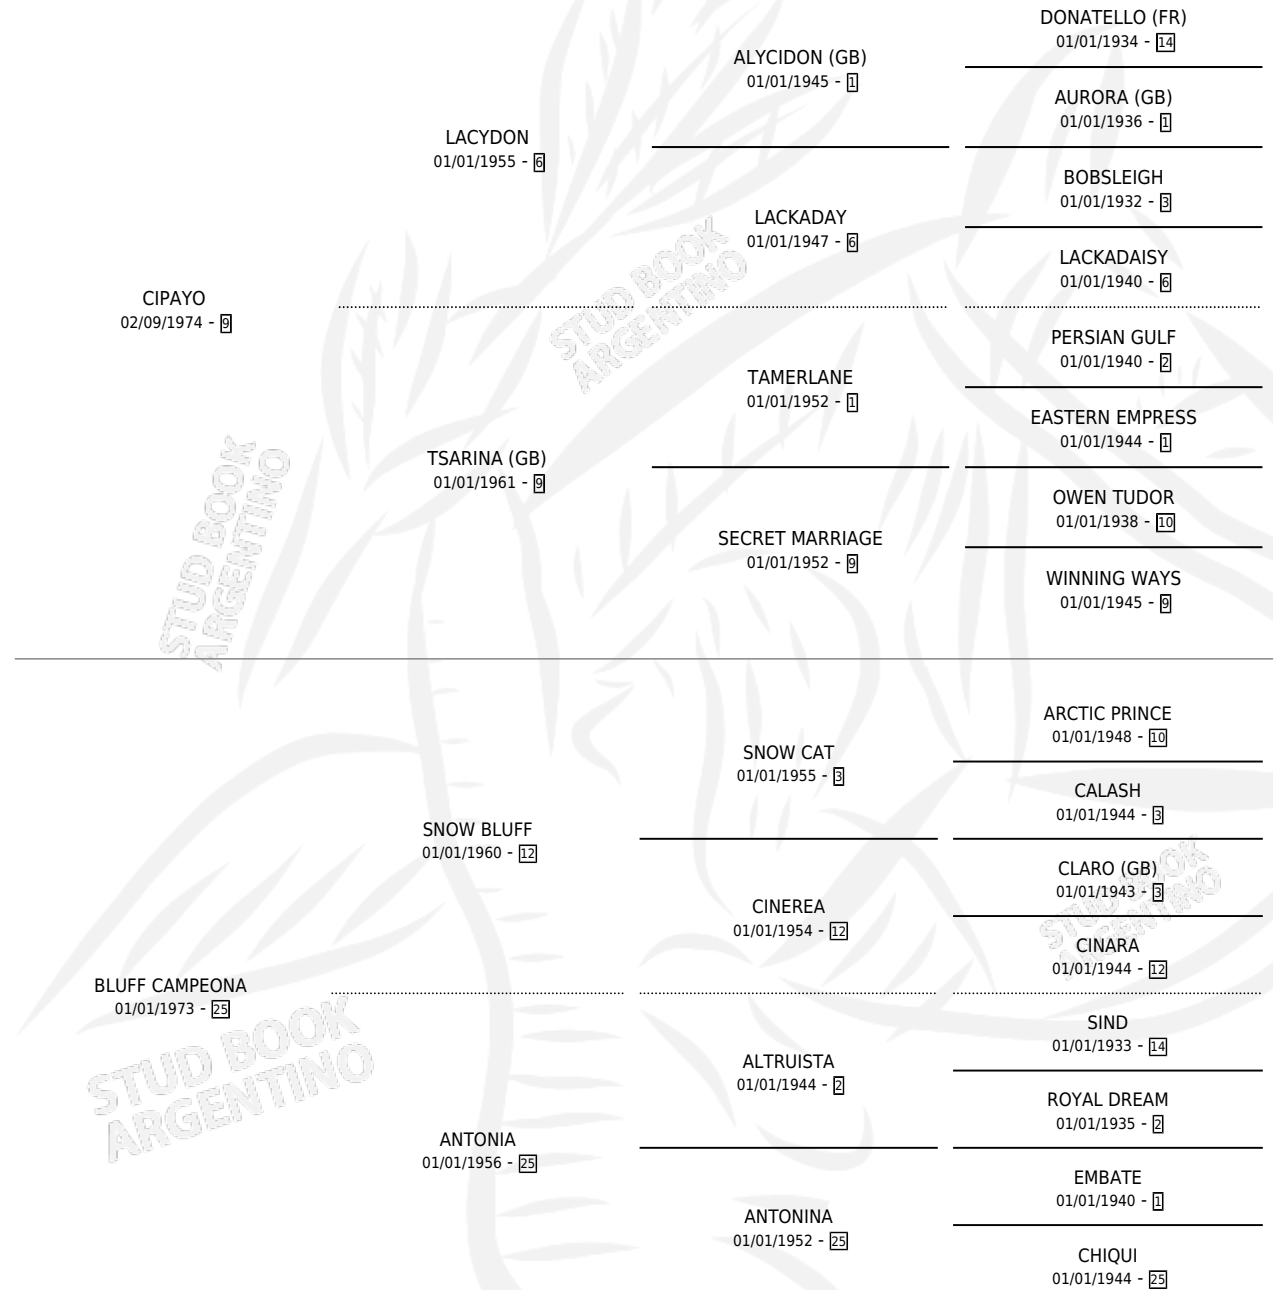 DONATELLO (FR)
01/01/1934 - 14
ALYCIDON (GB)
01/01/1945 - 1
AURORA (GB)
01/01/1936 - 1
LACYDON
01/01/1955 - 6
BOBSLEIGH
01/01/1932 - 3
LACKADAY
01/01/1947 - 6
LACKADAISY
01/01/1940 - 6
CIPAYO
02/09/1974 - 9
PERSIAN GULF
01/01/1940 - 2
TAMERLANE
01/01/1952 - 1
EASTERN EMPRESS
01/01/1944 - 1
TSARINA (GB)
01/01/1961 - 9
OWEN TUDOR
01/01/1938 - 10
SECRET MARRIAGE
01/01/1952 - 9
WINNING WAYS
01/01/1945 - 9
ARCTIC PRINCE
01/01/1948 - 10
SNOW CAT
01/01/1955 - 3
CALASH
01/01/1944 - 3
SNOW BLUFF
01/01/1960 - 12
CLARO (GB)
01/01/1943 - 3
CINEREA
01/01/1954 - 12
CINARA
01/01/1944 - 12
BLUFF CAMPEONA
01/01/1973 - 25
SIND
01/01/1933 - 14
ALTRUISTA
01/01/1944 - 2
ROYAL DREAM
01/01/1935 - 2
ANTONIA
01/01/1956 - 25
EMBATE
01/01/1940 - 1
ANTONINA
01/01/1952 - 25
CHIQUI
01/01/1944 - 25
STUD BOOK
ARGENTINO
STUD BOOK
ARGENTINO
STUD BOOK
ARGENTINO
STUD BOOK
ARGENTINO